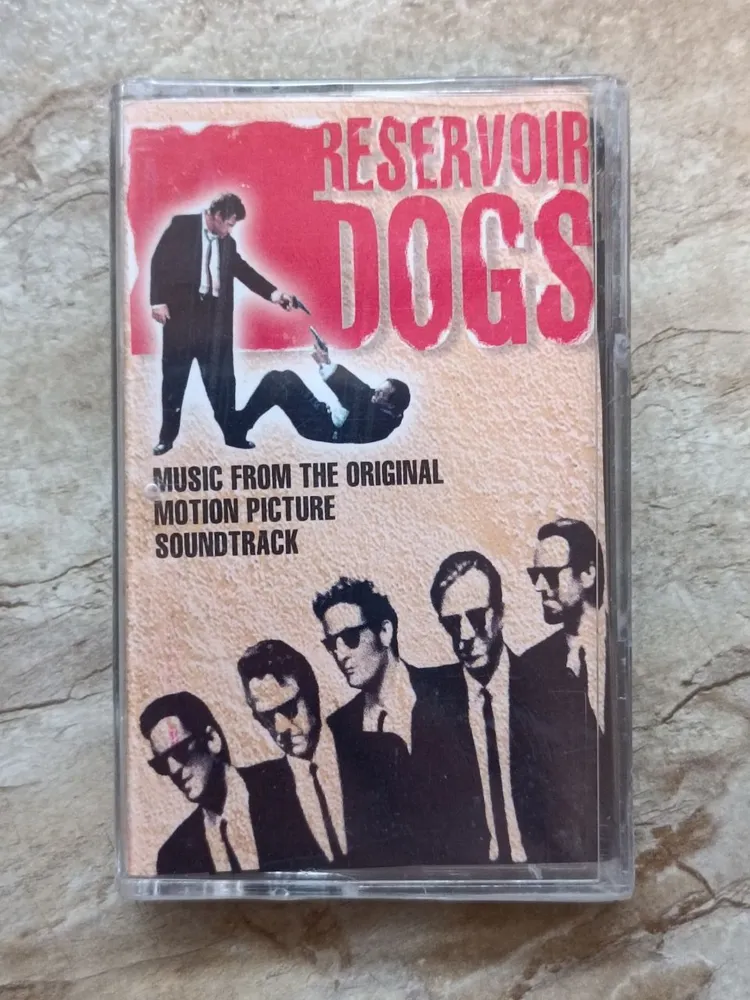 RESERVOIR
DOGS
MUSIC FROM THE ORIGINAL
MOTION PICTURE
SOUNDTRACK